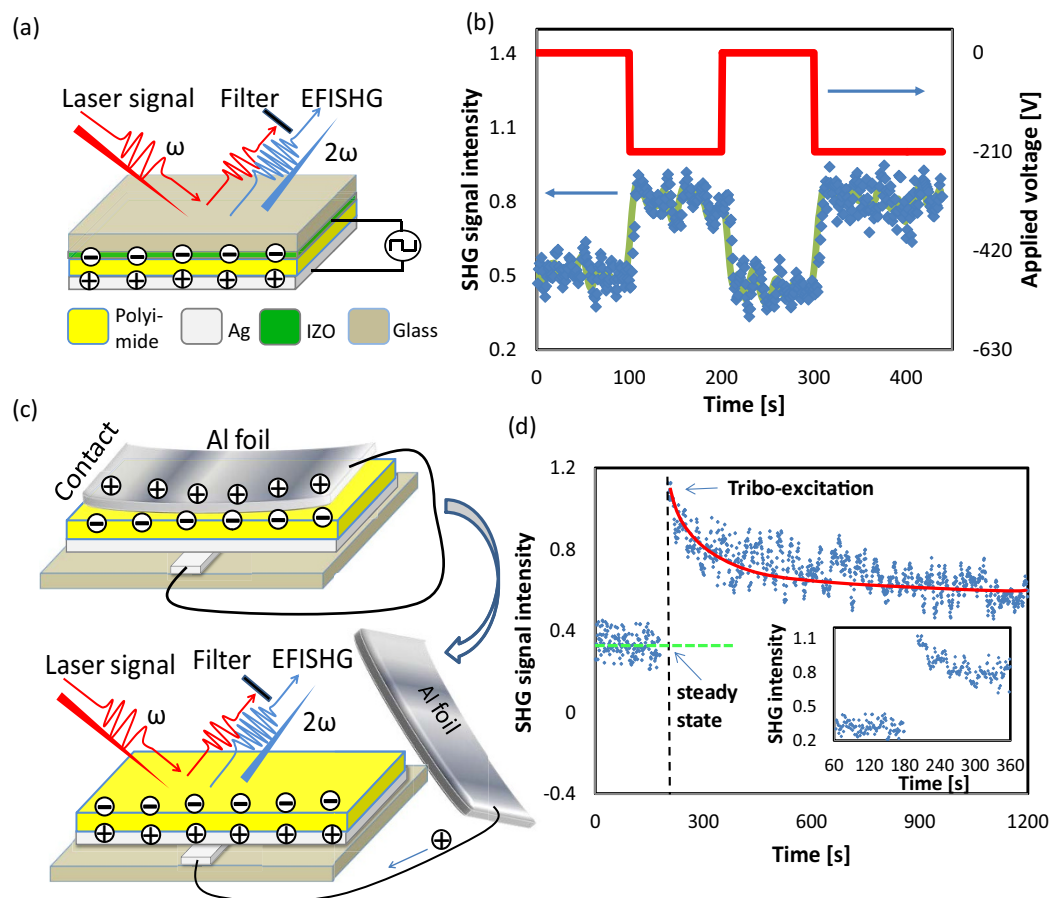 (a)
Laser signal
Filter
EFISHG
ω
2ω
Polyi-
mide
Ag
IZO
Glass
(b)
SHG signal intensity
1.4
1.1
0.8
0.5
0.2
0
-210
-420
-630
Applied voltage [V]
0
100
200
300
400
Time [s]
(c)
Contact
Al foil
Laser signal
Filter
EFISHG
ω
2ω
Al foil
(d)
SHG signal intensity
1.2
0.8
0.4
0
-0.4
Tribo-excitation
steady
state
0
300
600
900
1200
Time [s]
SHG intensity
1.1
0.8
0.5
0.2
60
120
180
240
300
360
Time [s]